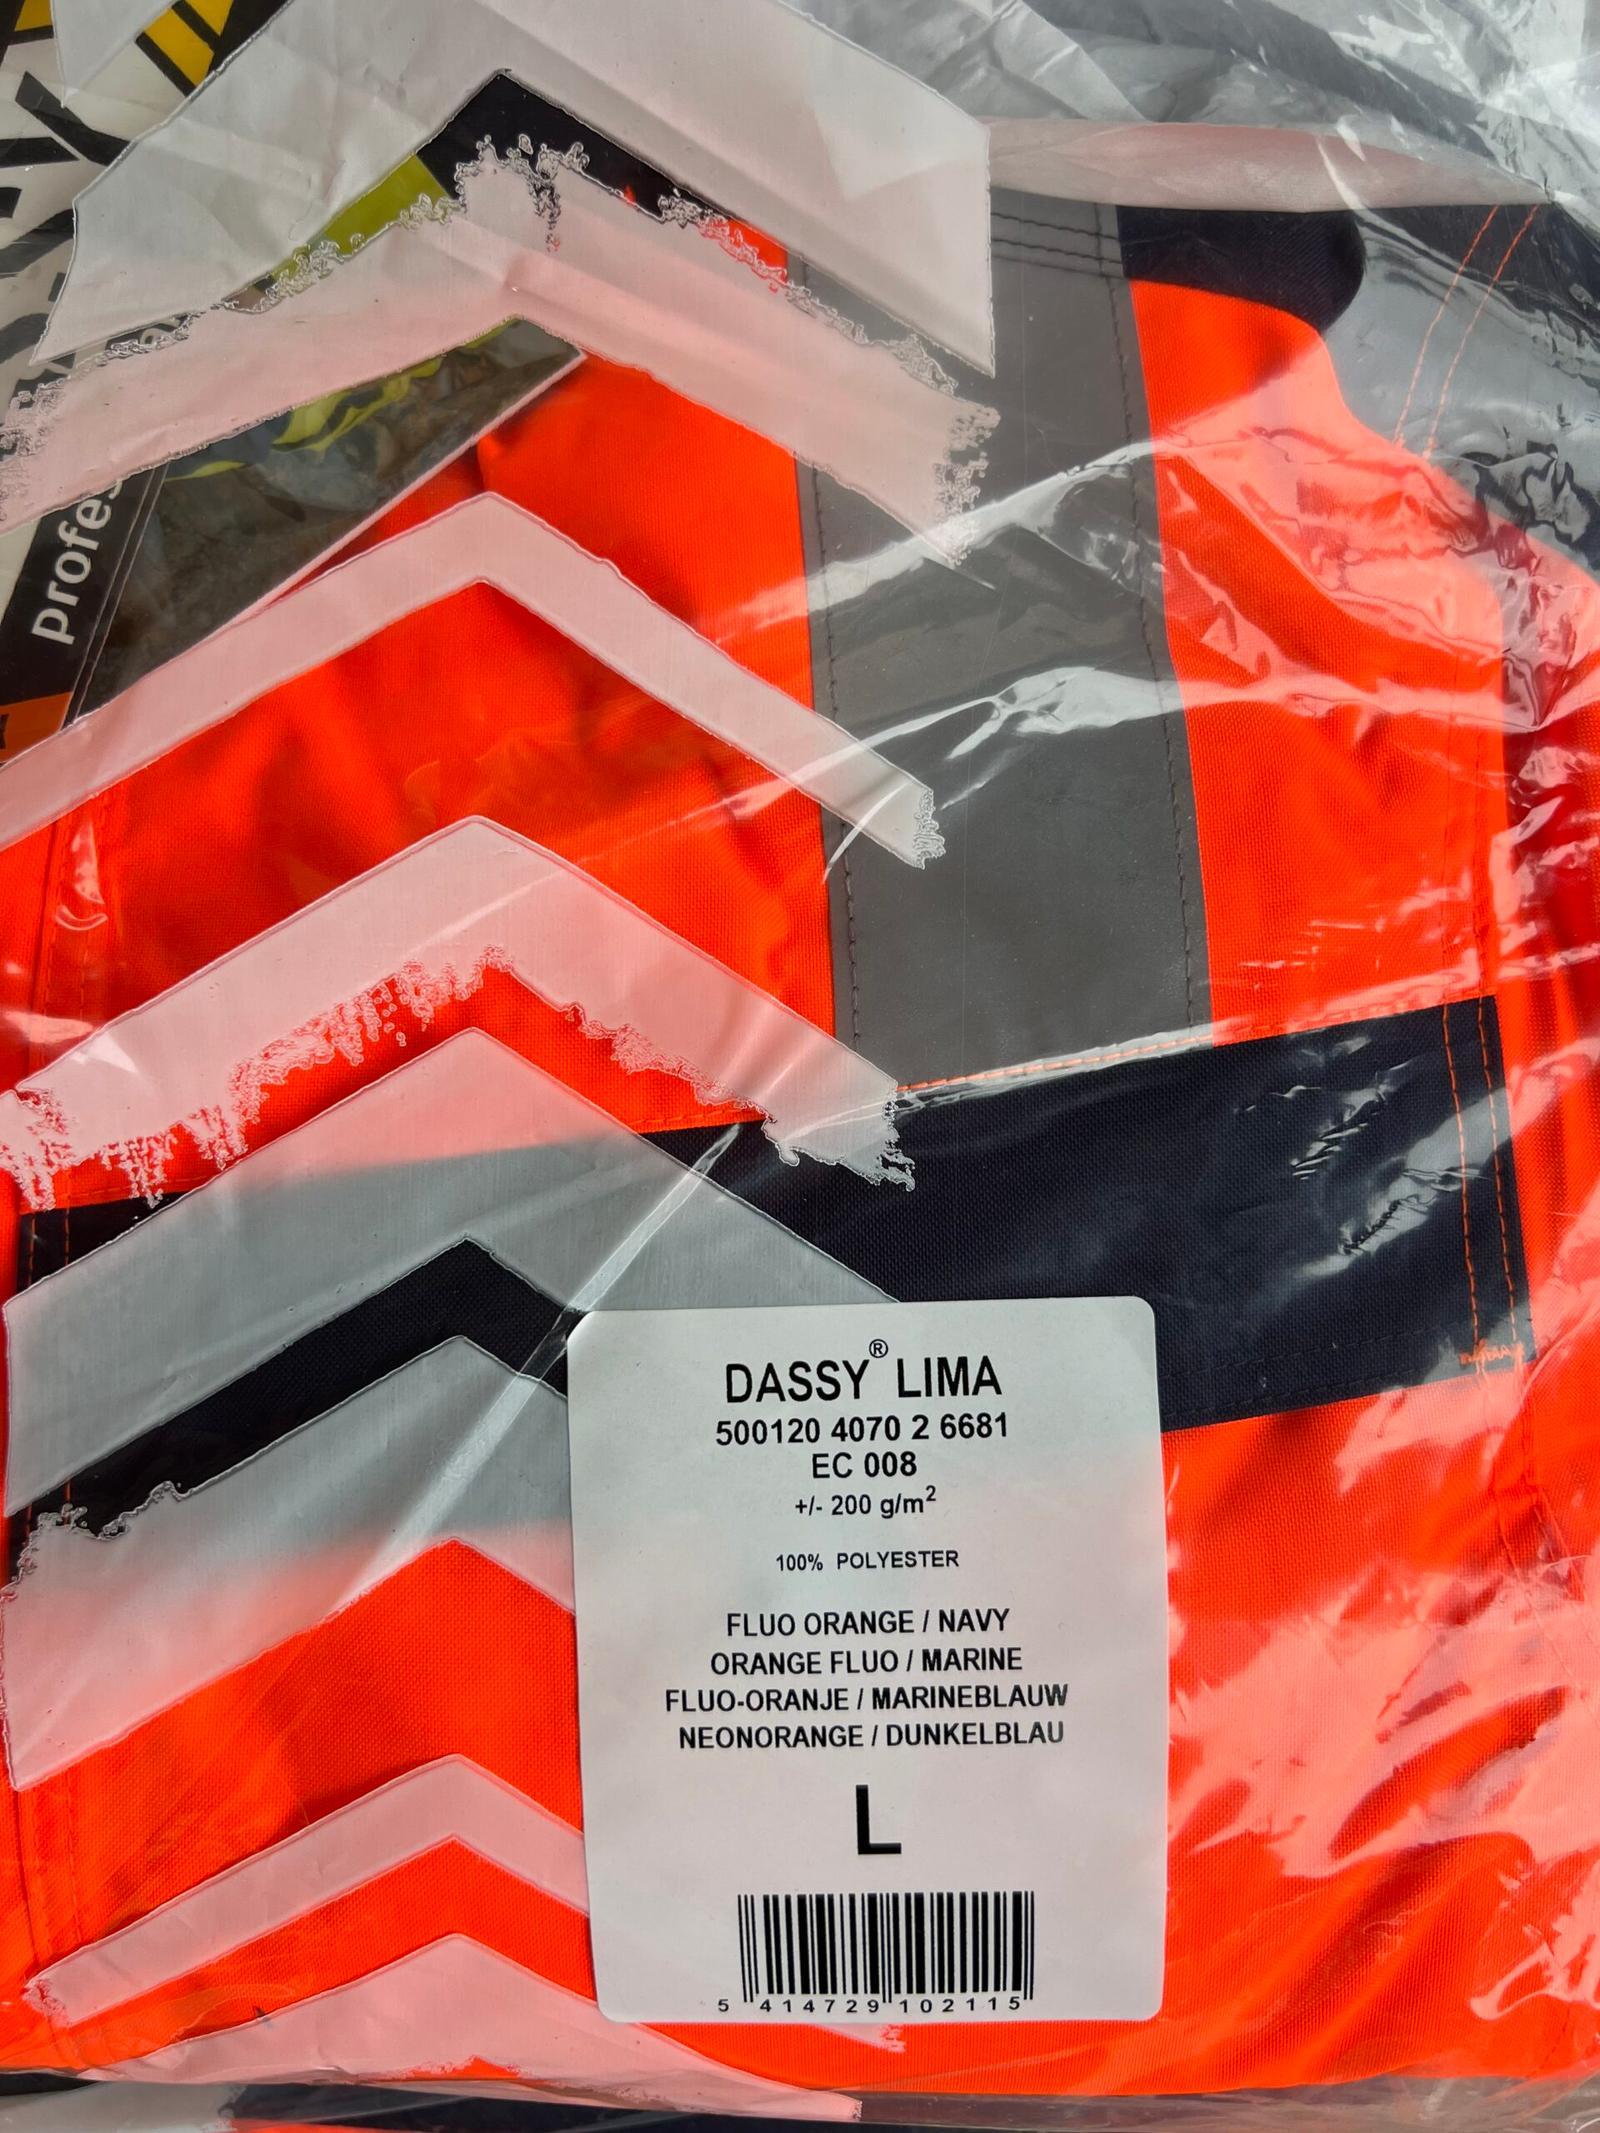 profes
DASSY® LIMA
500120 4070 2 6681
EC 008
+/- 200 g/m²
100% POLYESTER
FLUO ORANGE / NAVY
ORANGE FLUO / MARINE
FLUO-ORANJE / MARINEBLAUW
NEONORANGE / DUNKELBLAU
L
5 414729 102115